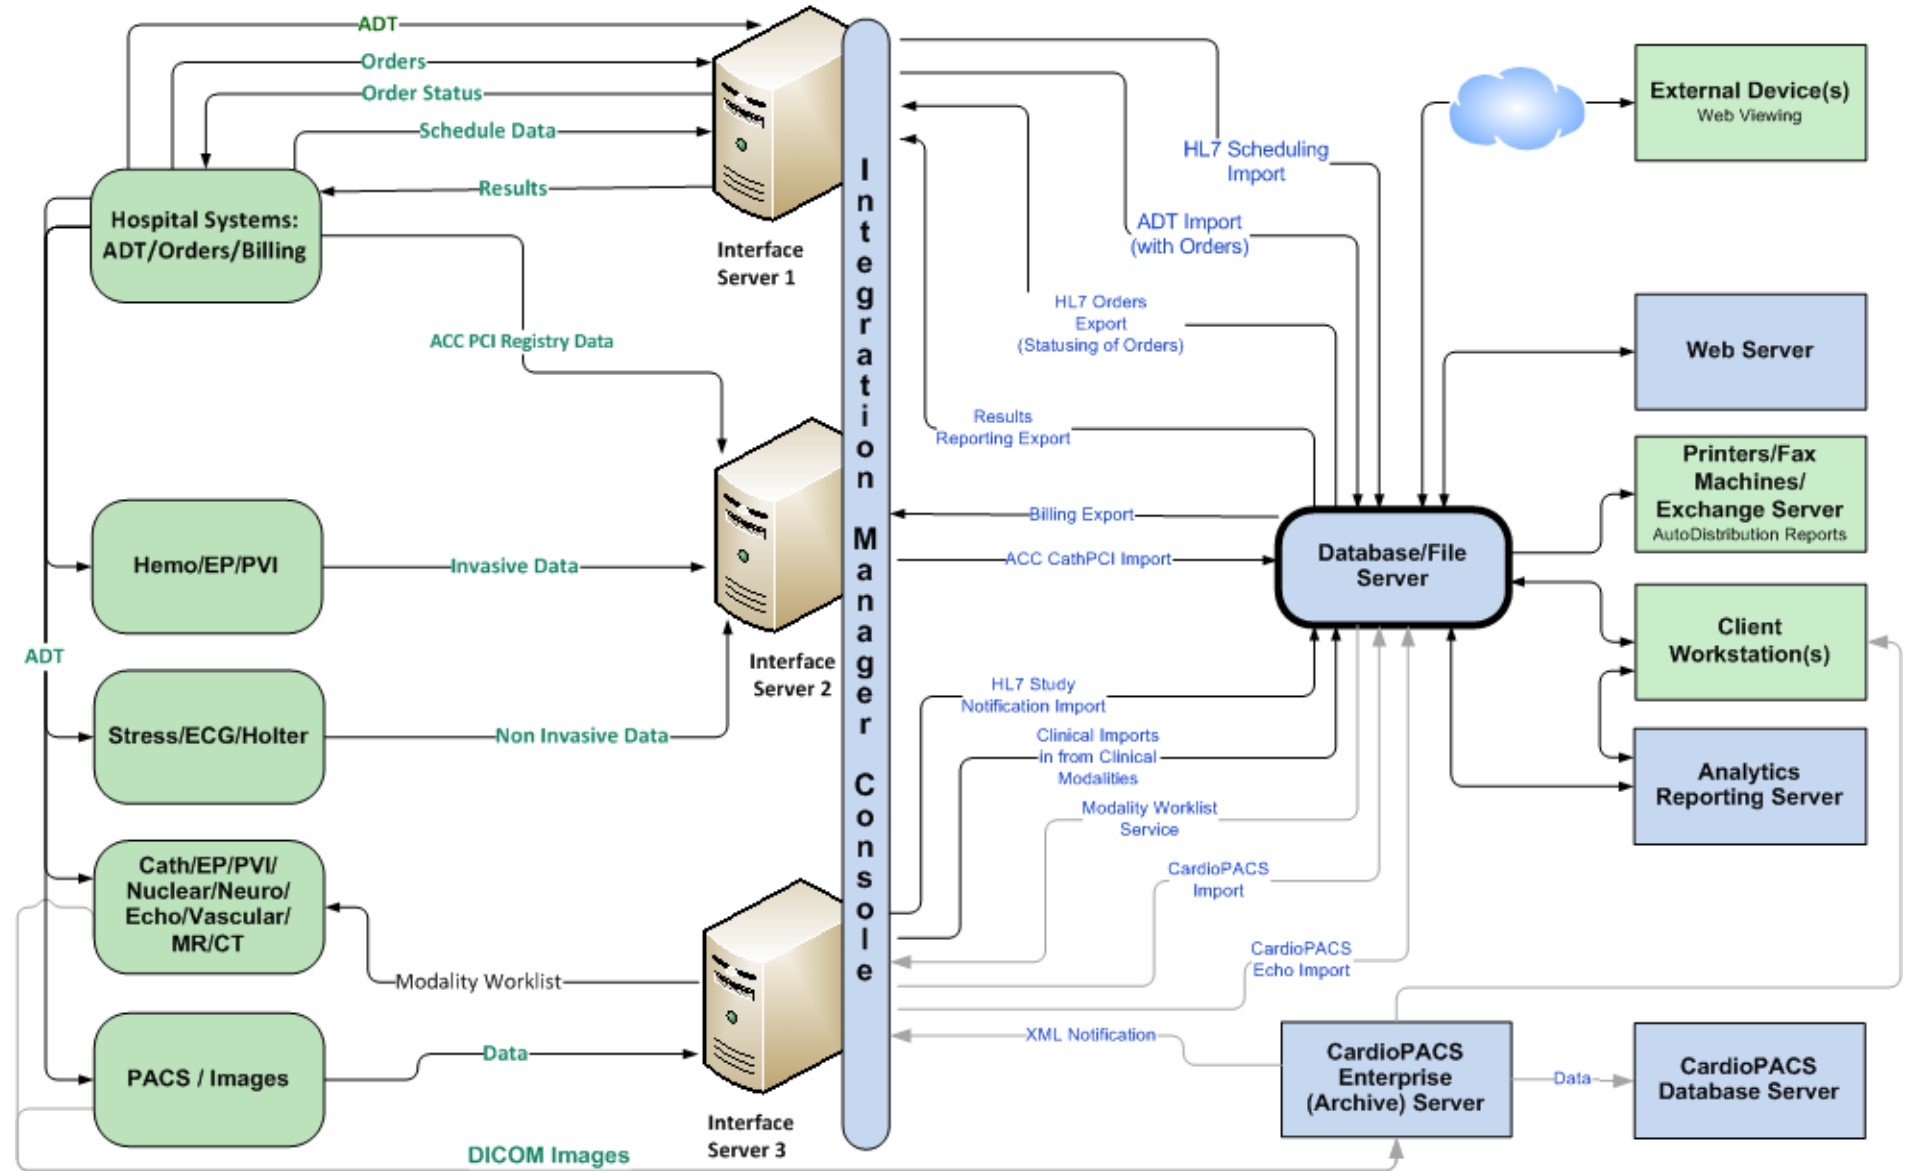 ADT
Orders
Order Status
Schedule Data
Results
Hospital Systems:
ADT/Orders/Billing
Interface
Server 1
ACC PCI Registry Data
Hemo/EP/PVI
Invasive Data
Interface
Server 2
ADT
Stress/ECG/Holter
Non Invasive Data
Cath/EP/PVI/
Nuclear/Neuro/
Echo/Vascular/
MR/CT
Modality Worklist
PACS / Images
Data
Interface
Server 3
DICOM Images
Integration Manager Console
HL7 Scheduling
Import
ADT Import
(with Orders)
HL7 Orders
Export
(Statusing of Orders)
Results
Reporting Export
Billing Export
ACC CathPCI Import
Database/File
Server
HL7 Study
Notification Import
Clinical Imports
in from Clinical
Modalities
Modality Worklist
Service
CardioPACS
Import
CardioPACS
Echo Import
XML Notification
CardioPACS
Enterprise
(Archive) Server
Data
CardioPACS
Database Server
External Device(s)
Web Viewing
Web Server
Printers/Fax
Machines/
Exchange Server
AutoDistribution Reports
Client
Workstation(s)
Analytics
Reporting Server